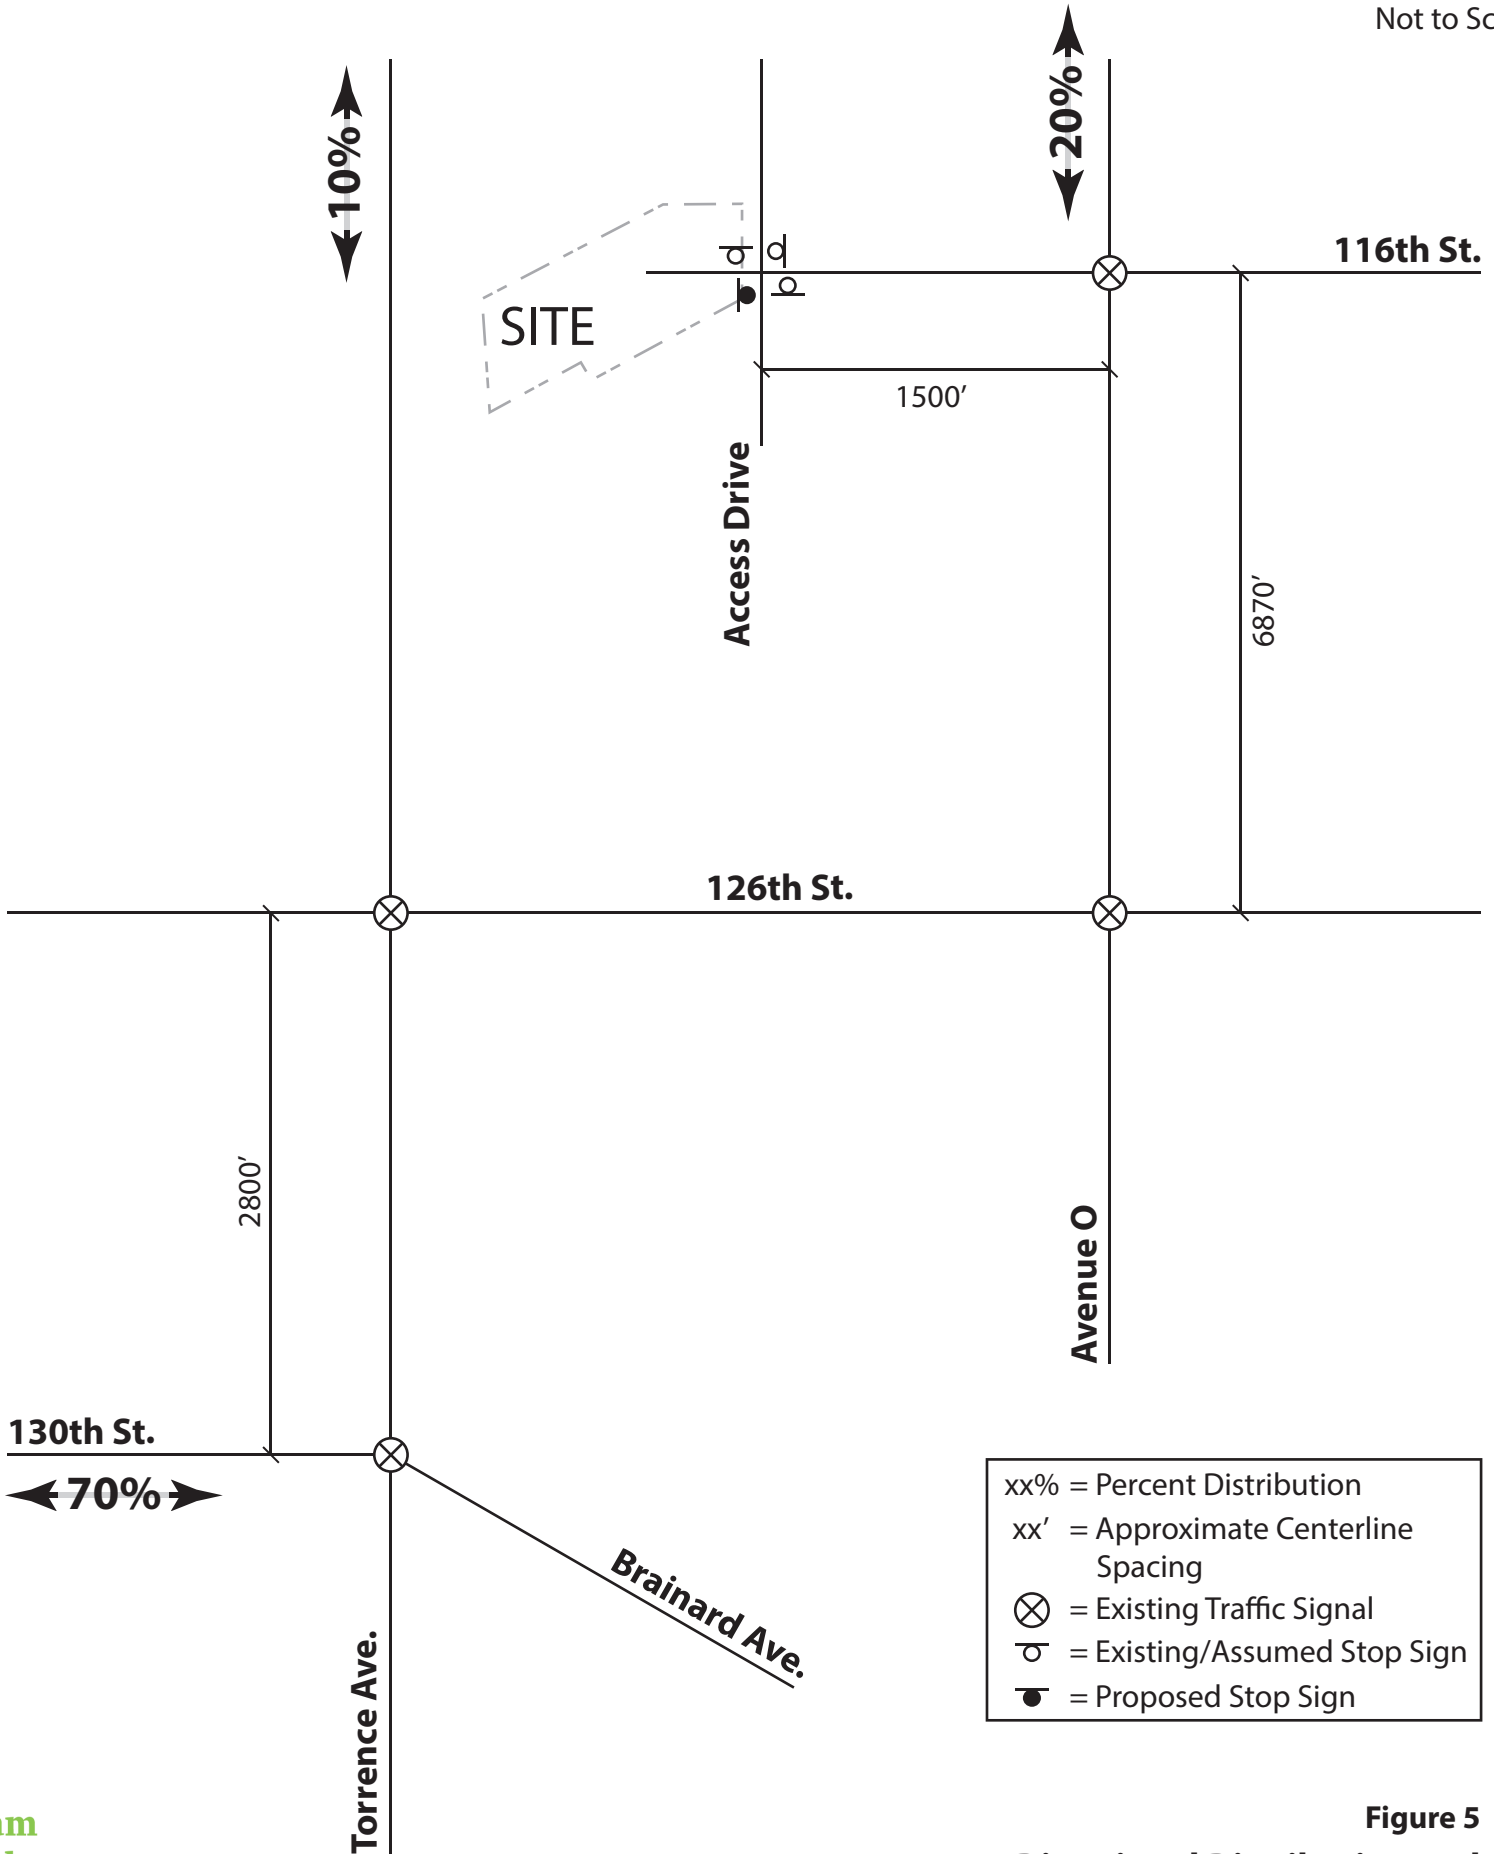 Not to
10%
20%
116th St.
SITE
1500’
Access Drive
6870’
126th St.
2800’
Avenue O
130th St.
70%
Brainard Ave.
Torrence Ave.
xx% = Percent Distribution
xx’ = Approximate Centerline
Spacing
= Existing Traffic Signal
= Existing/Assumed Stop Sign
= Proposed Stop Sign
Figure 5